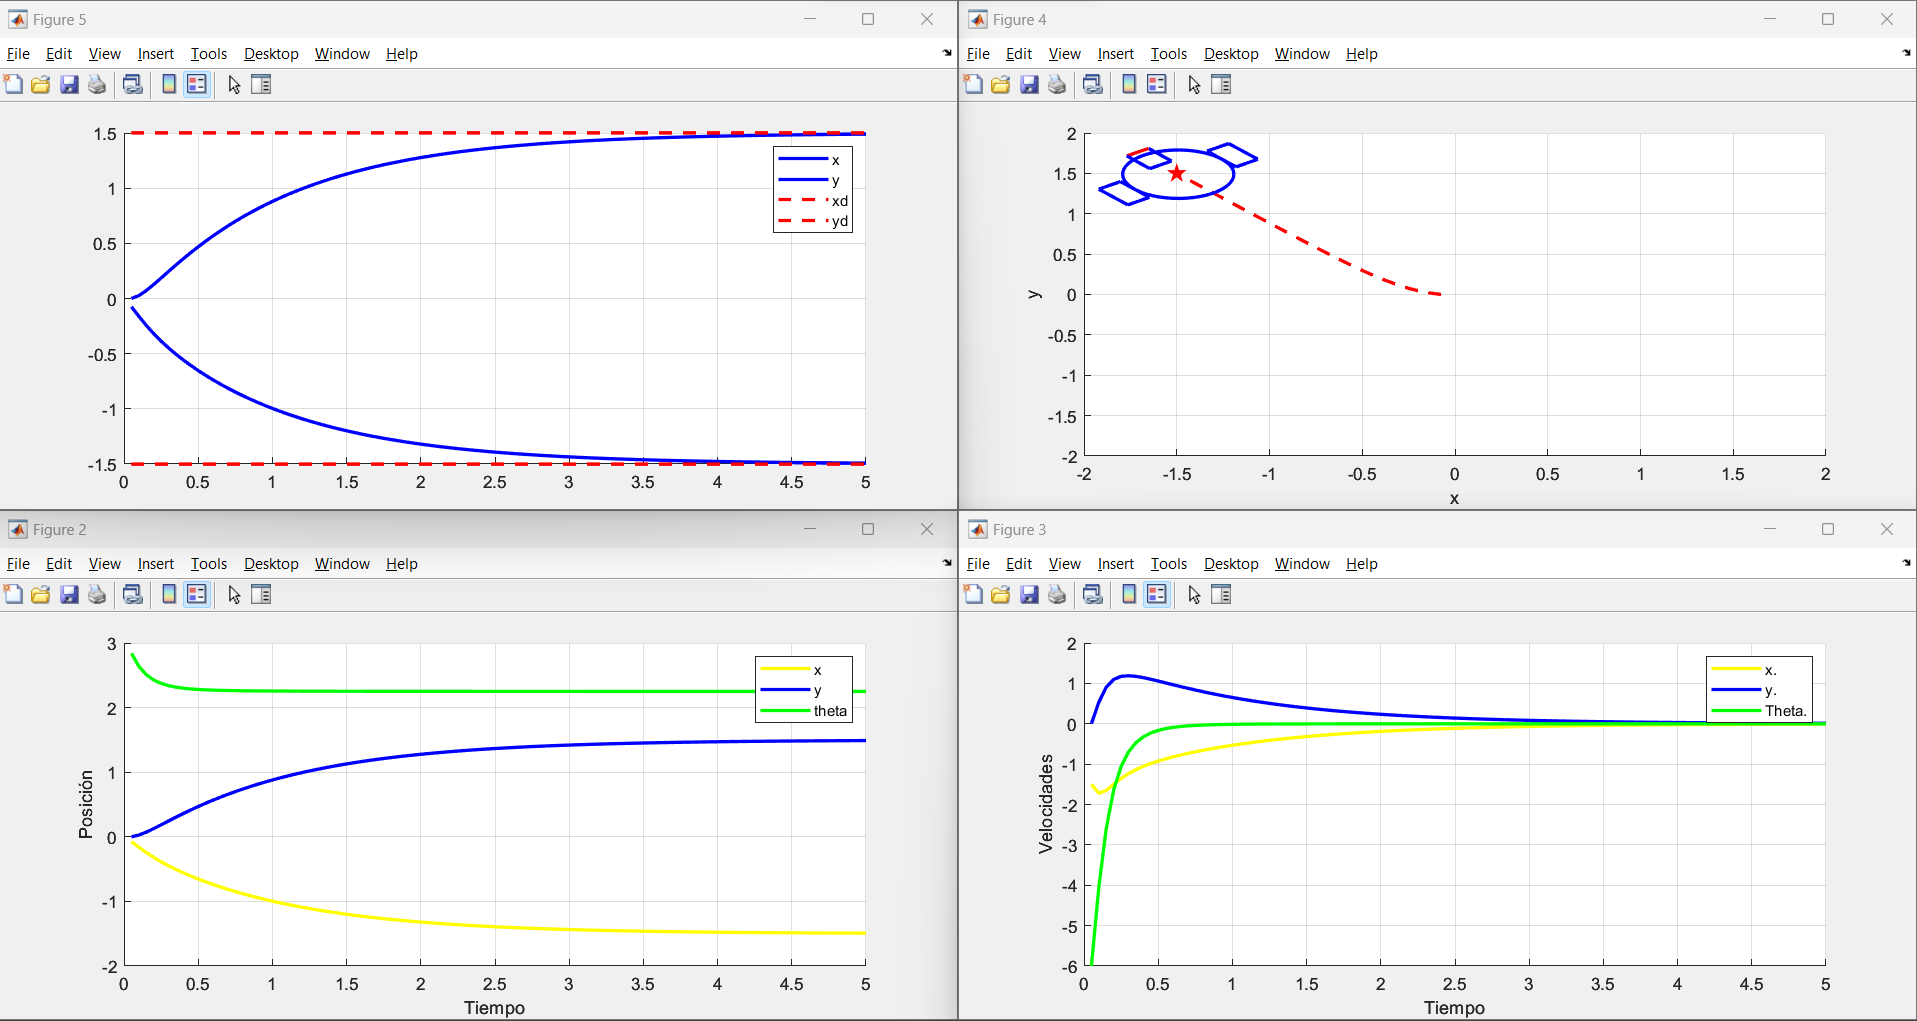 Figure 5
File Edit View Insert Tools Desktop Window Help
1.5
1
0.5
0
-0.5
-1
-1.5
0 0.5 1 1.5 2 2.5 3 3.5 4 4.5 5
x
y
xd
yd
Figure 4
File Edit View Insert Tools Desktop Window Help
2
1.5
1
0.5
0
-0.5
-1
-1.5
-2
y
-2 -1.5 -1 -0.5 0 0.5 1 1.5 2
x
Figure 2
File Edit View Insert Tools Desktop Window Help
3
2
1
0
-1
-2
Posición
x
y
theta
0 0.5 1 1.5 2 2.5 3 3.5 4 4.5 5
Tiempo
Figure 3
File Edit View Insert Tools Desktop Window Help
2
1
0
-1
-2
-3
-4
-5
-6
Velocidades
x.
y.
Theta.
0 0.5 1 1.5 2 2.5 3 3.5 4 4.5 5
Tiempo